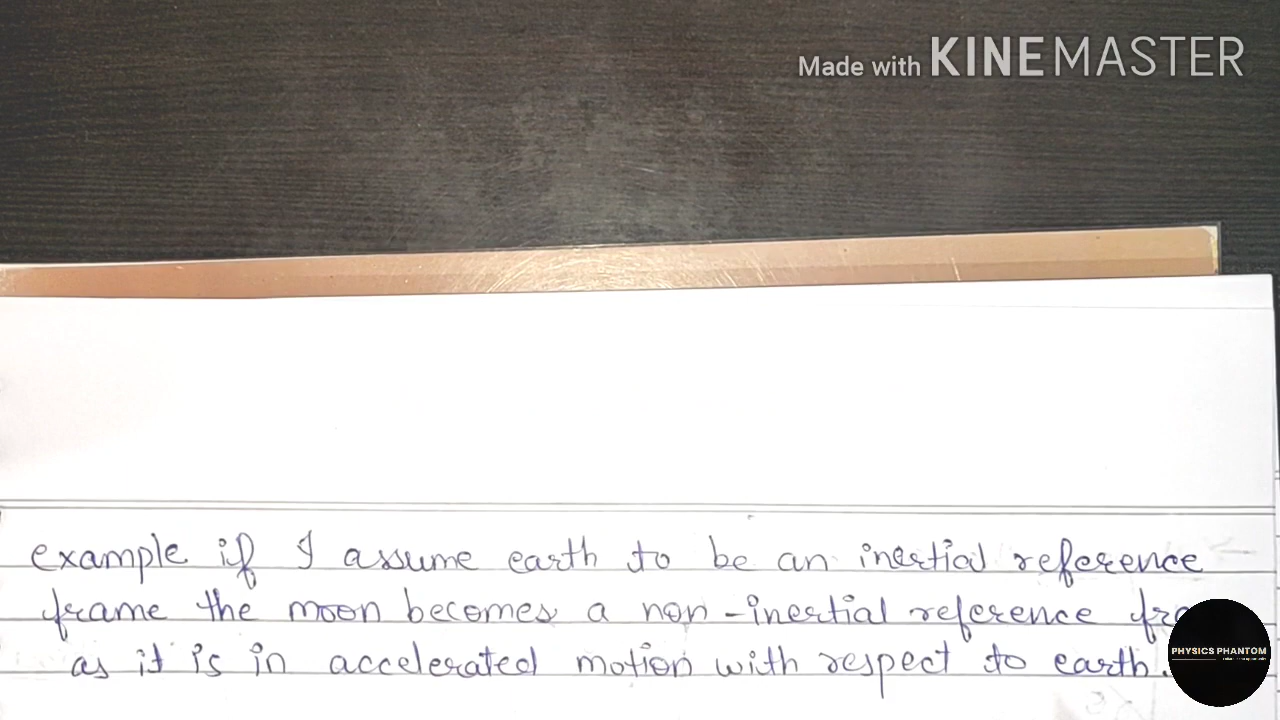 Made with KINEMASTER
example if I assume earth to be an inertial reference
frame the moon becomes a non-inertial reference
as it is in accelerated motion with respect to earth.
PHYSICS PHANTOM